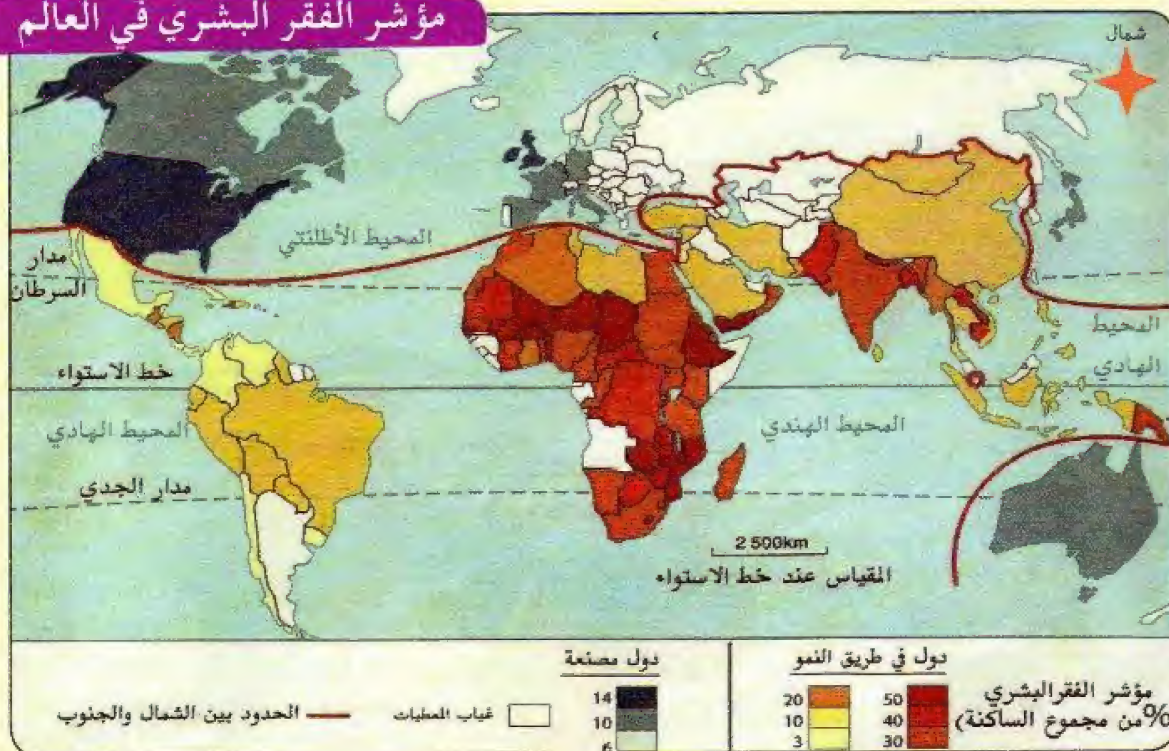 مؤشر الفقر البشري في العالم
شمال
المحيط الأطلنتي
مدار
السرطان
المحيط
الهادي
خط الاستواء
المحيط الهادي
المحيط الهندي
مدار الجدي
2 500km
المقياس عند خط الاستواء
دول في طريق النمو
دول مصنعة
مؤشر الفقر البشري
%من مجموع الساكنة)
50
40
30
20
10
3
14
10
6
غياب المعطيات
الحدود بين الشمال والجنوب